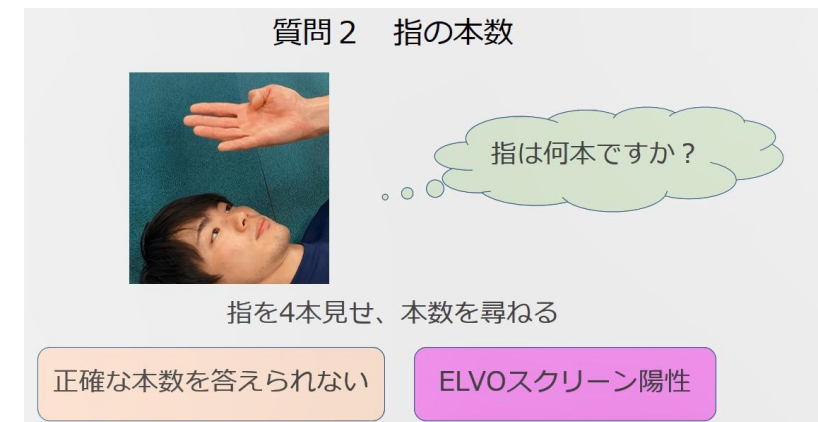 質問２　指の本数
指は何本ですか？
指を4本見せ、本数を尋ねる
正確な本数を答えられない
ELVOスクリーン陽性